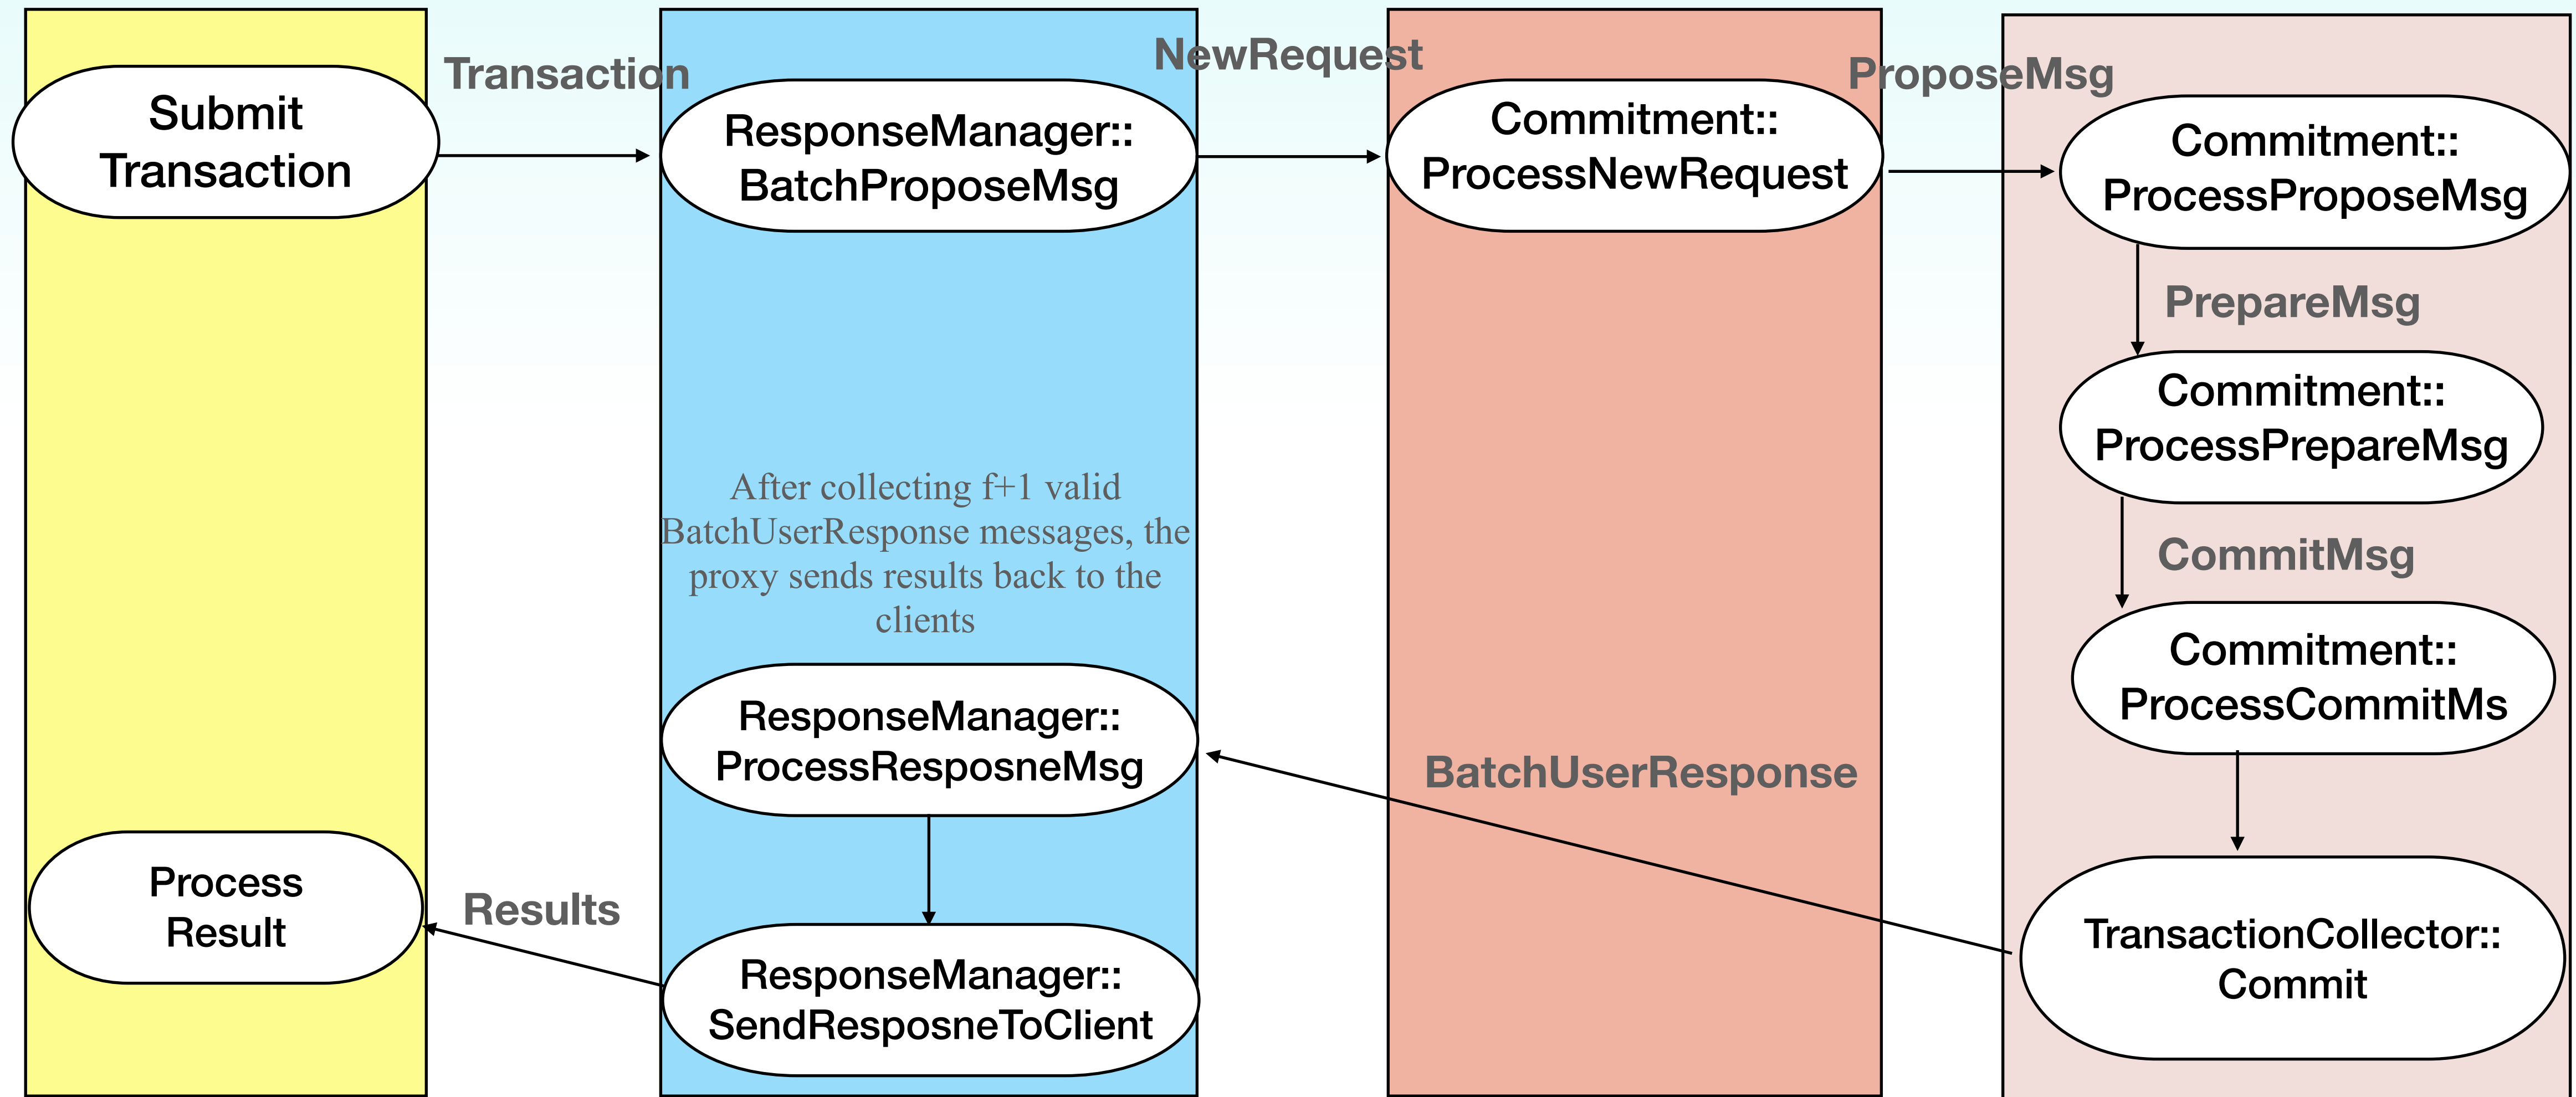 Submit
Transaction
Transaction
ResponseManager::
BatchProposeMsg
NewRequest
Commitment::
ProcessNewRequest
ProposeMsg
Commitment::
ProcessProposeMsg
PrepareMsg
Commitment::
ProcessPrepareMsg
CommitMsg
Commitment::
ProcessCommitMs
TransactionCollector::
Commit
BatchUserResponse
After collecting f+1 valid
BatchUserResponse messages, the
proxy sends results back to the
clients
ResponseManager::
ProcessResposneMsg
ResponseManager::
SendResposneToClient
Results
Process
Result